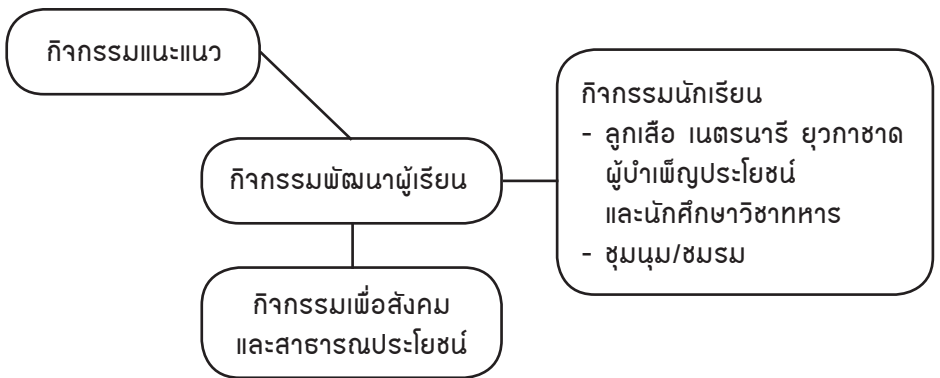 กิจกรรมแนะแนว
กิจกรรมพัฒนาผู้เรียน
กิจกรรมนักเรียน
- ลูกเสือ เนตรนารี ยุวกาชาด
ผู้บำเพ็ญประโยชน์
และนักศึกษาวิชาทหาร
- ชุมนุม/ชมรม
กิจกรรมเพื่อสังคม
และสาธารณประโยชน์